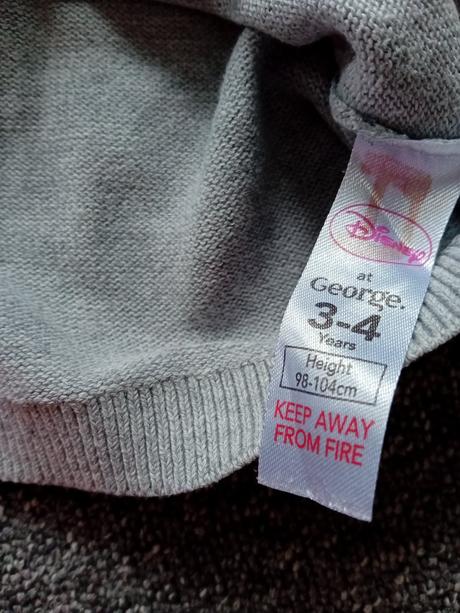 Disney
at
George.
3-4
Years
Height
98-104cm
KEEP AWAY
FROM FIRE